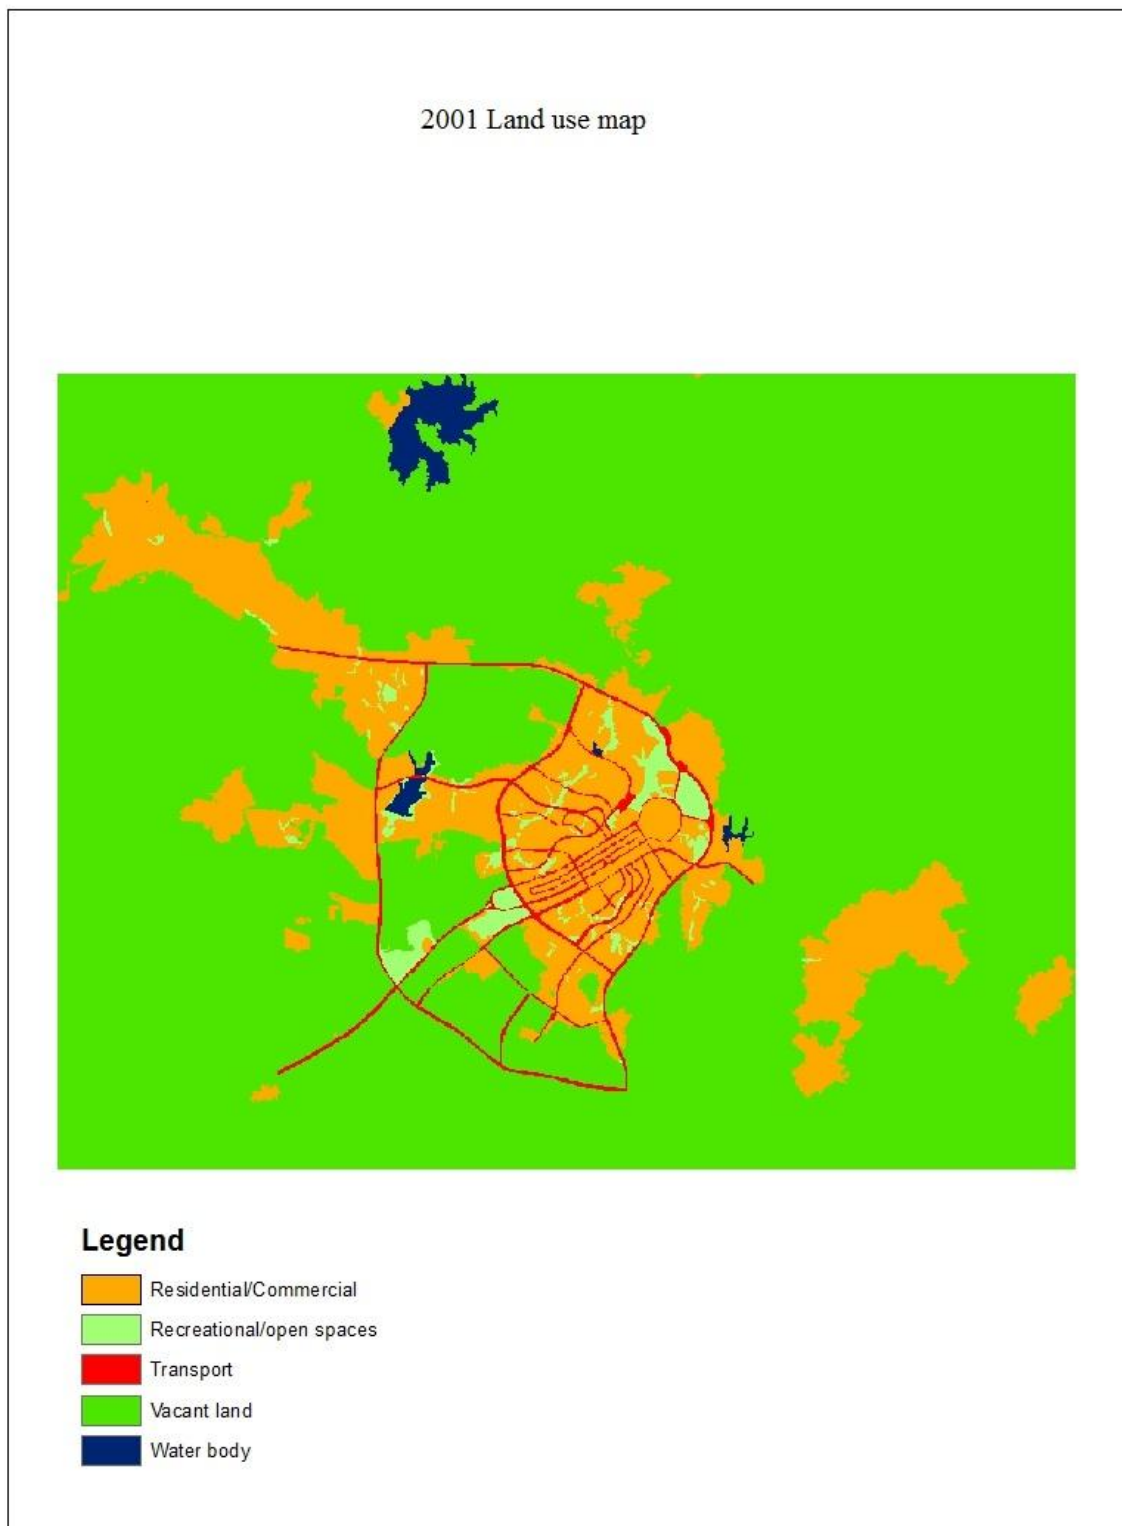 2001 Land use map
Legend
Residential/Commercial
Recreational/open spaces
Transport
Vacant land
Water body